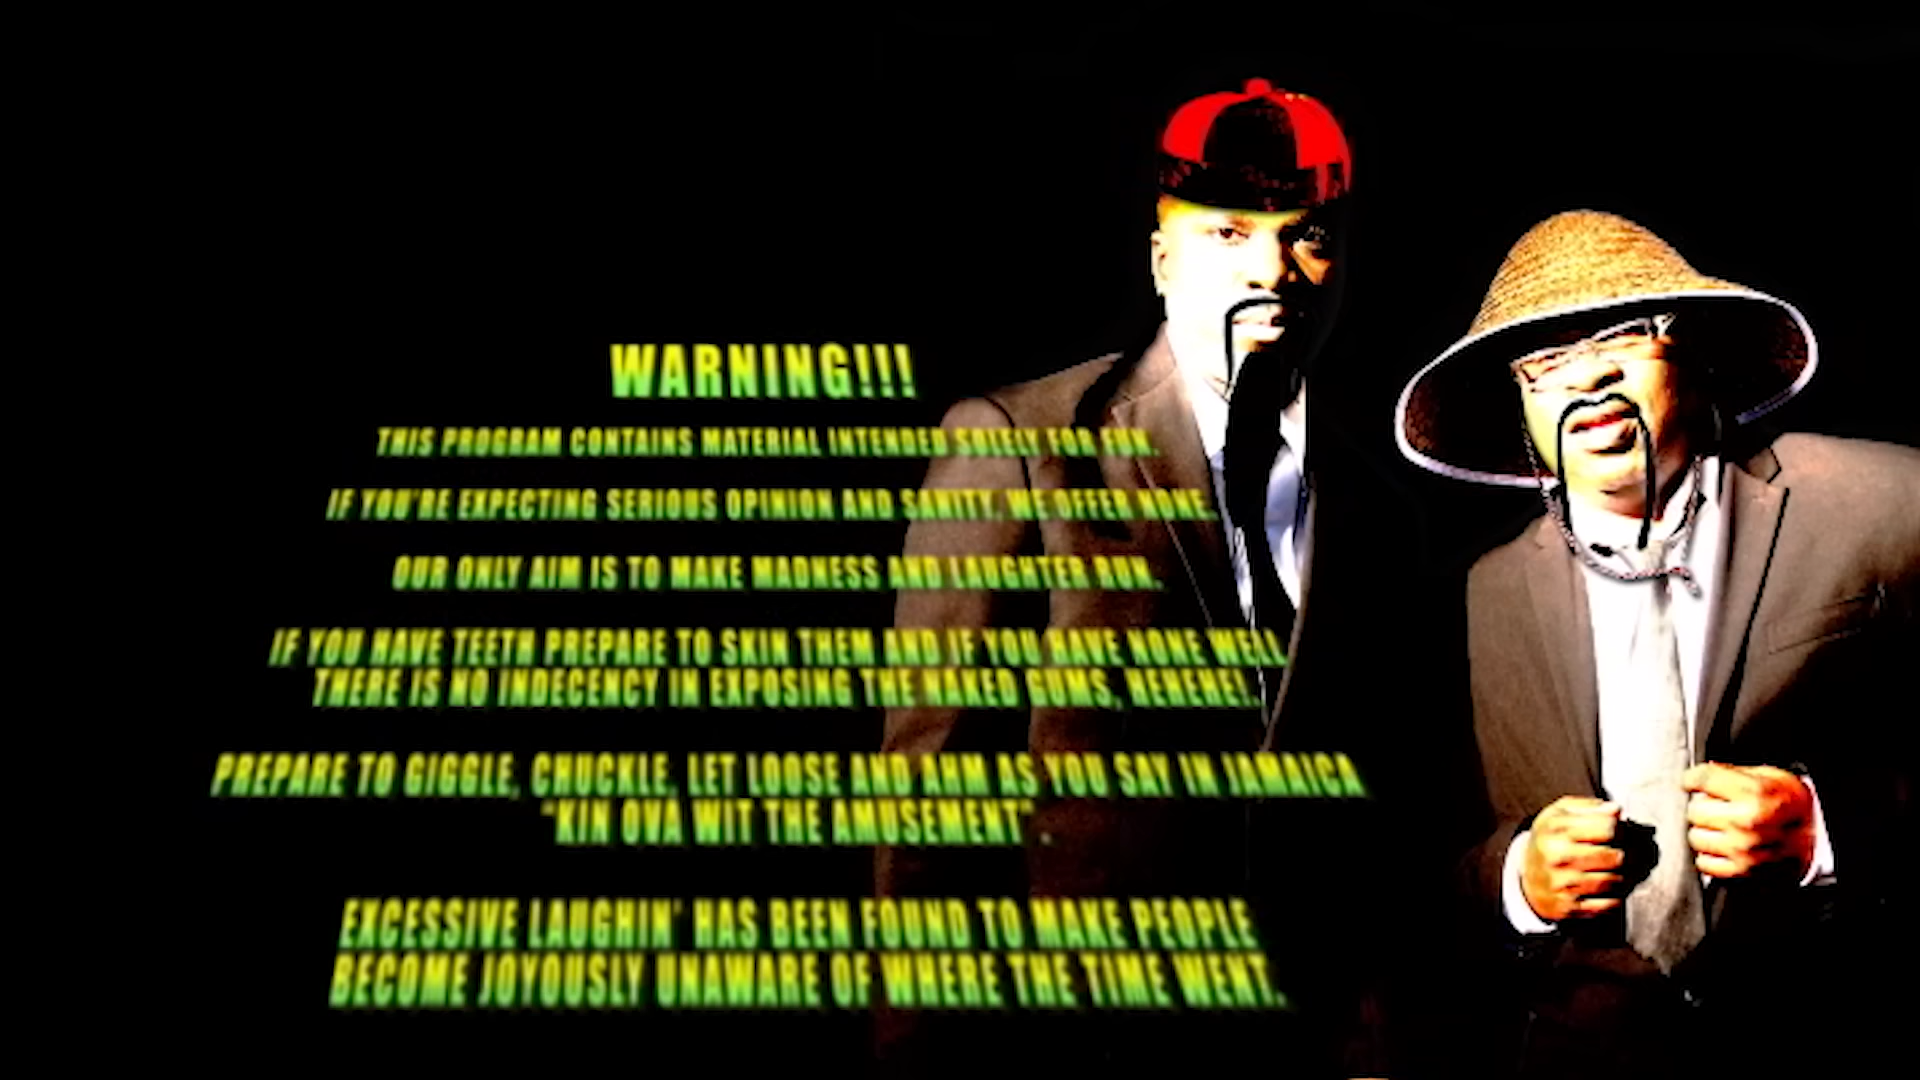 WARNING!!!
THIS PROGRAM CONTAINS MATERIAL INTENDED SOLELY FOR FUN.
IF YOU'RE EXPECTING SERIOUS OPINION AND SANITY, WE OFFER NONE.
OUR ONLY AIM IS TO MAKE MADNESS AND LAUGHTER RUN.
IF YOU HAVE TEETH PREPARE TO SKIN THEM AND IF YOU HAVE NONE WELL
THERE IS NO INDECENCY IN EXPOSING THE NAKED GUMS, HEHEHE!.
PREPARE TO GIGGLE, CHUCKLE, LET LOOSE AND AHM AS YOU SAY IN JAMAICA
"KIN OVA WIT THE AMUSEMENT" .
EXCESSIVE LAUGHIN' HAS BEEN FOUND TO MAKE PEOPLE
BECOME JOYOUSLY UNAWARE OF WHERE THE TIME WENT.